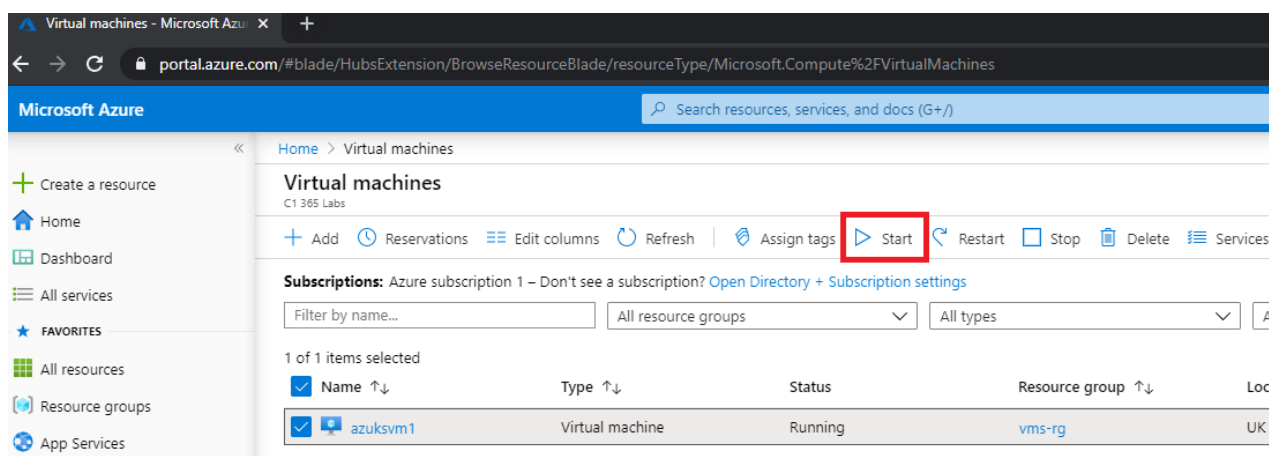 Virtual machines - Microsoft Azu
portal.azure.com/#blade/HubsExtension/BrowseResourceBlade/resourceType/Microsoft.Compute%2FVirtualMachines
Microsoft Azure
Search resources, services, and docs (G+/)
Home > Virtual machines
Create a resource
Home
Dashboard
All services
FAVORITES
All resources
Resource groups
App Services
Virtual machines
C1 365 Labs
Add Reservations Edit columns Refresh Assign tags Start Restart Stop Delete Services
Subscriptions: Azure subscription 1 – Don't see a subscription? Open Directory + Subscription settings
Filter by name... All resource groups All types A
1 of 1 items selected
Name ↑↓ Type ↑↓ Status Resource group ↑↓ Loc
azuksvm1 Virtual machine Running vms-rg UK